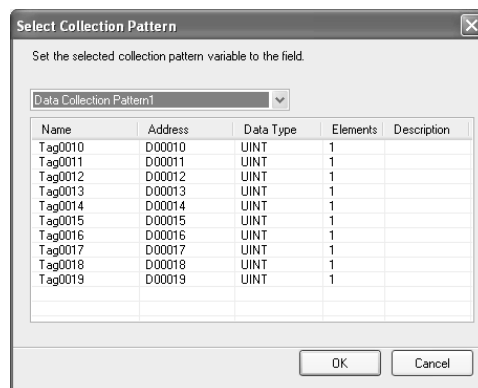 Select Collection Pattern
Set the selected collection pattern variable to the field.
Data Collection Pattern1
Name Address Data Type Elements Description
Tag0010 D00010 UINT 1
Tag0011 D00011 UINT 1
Tag0012 D00012 UINT 1
Tag0013 D00013 UINT 1
Tag0014 D00014 UINT 1
Tag0015 D00015 UINT 1
Tag0016 D00016 UINT 1
Tag0017 D00017 UINT 1
Tag0018 D00018 UINT 1
Tag0019 D00019 UINT 1
OK Cancel